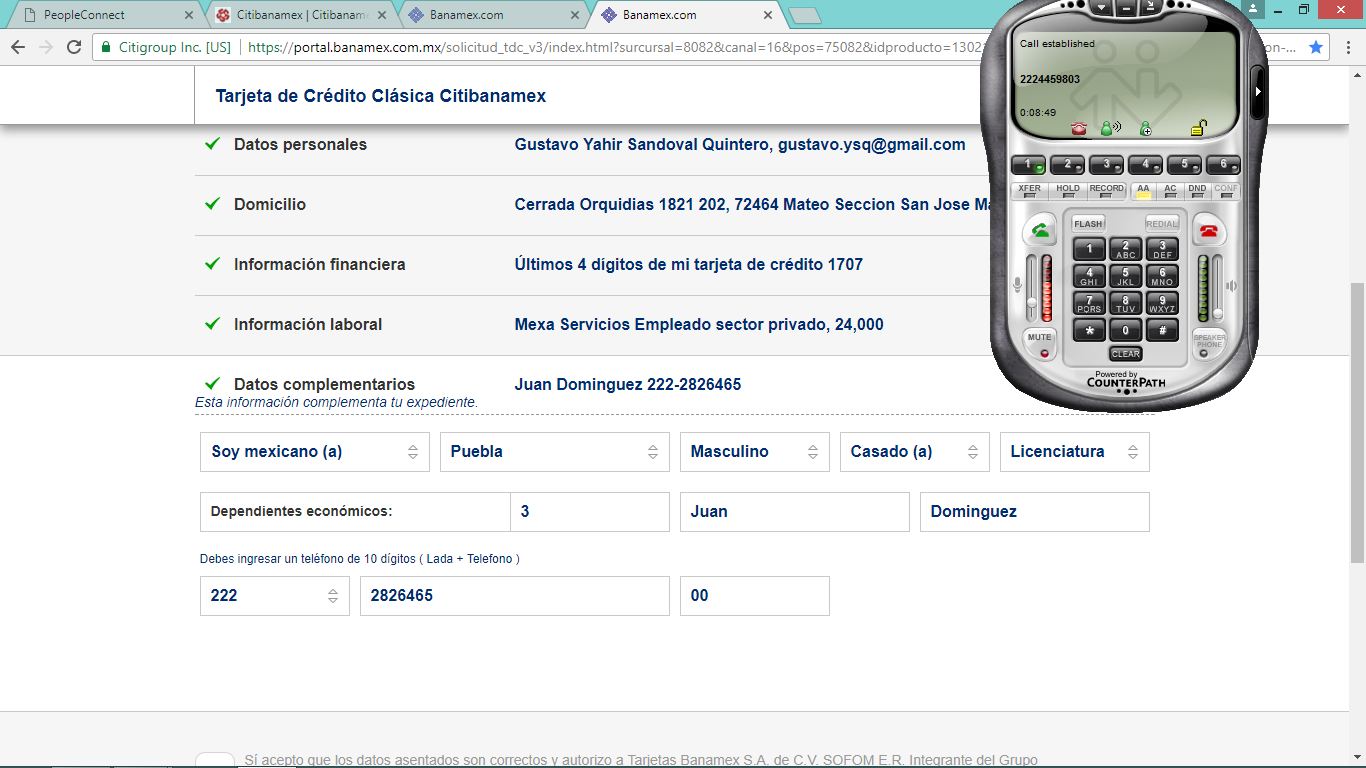 PeopleConnect
Citibanamex | Citibanam
Banamex.com
Banamex.com
Citigroup Inc. [US]
https://portal.banamex.com.mx/solicitud_tdc_v3/index.html?sursursal=8082&canal=16&pos=75082&idproducto=1302
on-...
Tarjeta de Crédito Clásica Citibanamex
Datos personales
Gustavo Yahir Sandoval Quintero, gustavo.ysq@gmail.com
Domicilio
Cerrada Orquidias 1821 202, 72464 Mateo Seccion San Jose Ma
Información financiera
Últimos 4 dígitos de mi tarjeta de crédito 1707
Información laboral
Mexa Servicios Empleado sector privado, 24,000
Datos complementarios
Juan Dominguez 222-2826465
Esta información complementa tu expediente.
Soy mexicano (a)
Puebla
Masculino
Casado (a)
Licenciatura
Dependientes económicos:
3
Juan
Dominguez
Debes ingresar un teléfono de 10 dígitos ( Lada + Telefono )
222
2826465
00
Sí acepto que los datos asentados son correctos y autorizo a Tarjetas Banamex S.A. de C.V. SOFOM E.R. Integrante del Grupo
Call established
2224459803
0:08:49
1 2 3 4 5 6
XFER HOLD RECORD AA AC DND CONF
FLASH REDIAL
1 2 ABC 3 DEF
4 GHI 5 JKL 6 MNO
7 PQRS 8 TUV 9 WXYZ
* 0 #
MUTE
SPEAKER PHONE
CLEAR
Powered by
COUNTERPATH